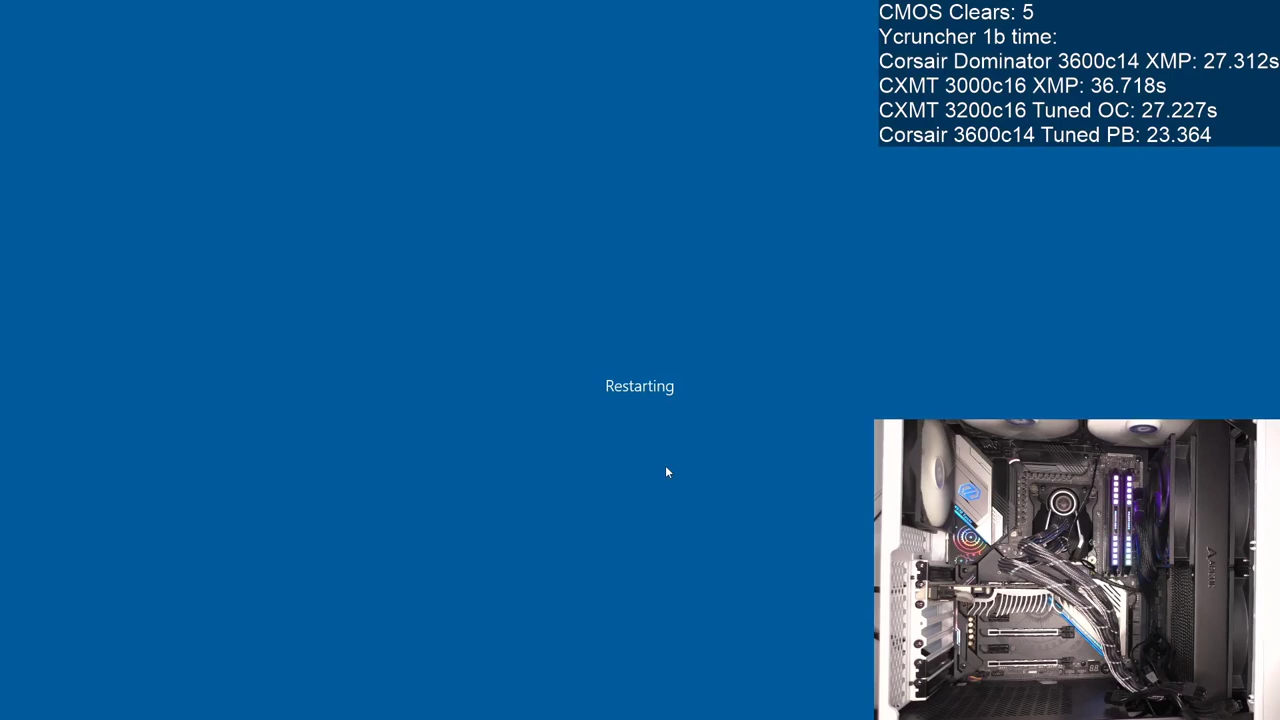 CMOS Clears: 5
Ycruncher 1b time:
Corsair Dominator 3600c14 XMP: 27.312s
CXMT 3000c16 XMP: 36.718s
CXMT 3200c16 Tuned OC: 27.227s
Corsair 3600c14 Tuned PB: 23.364
Restarting